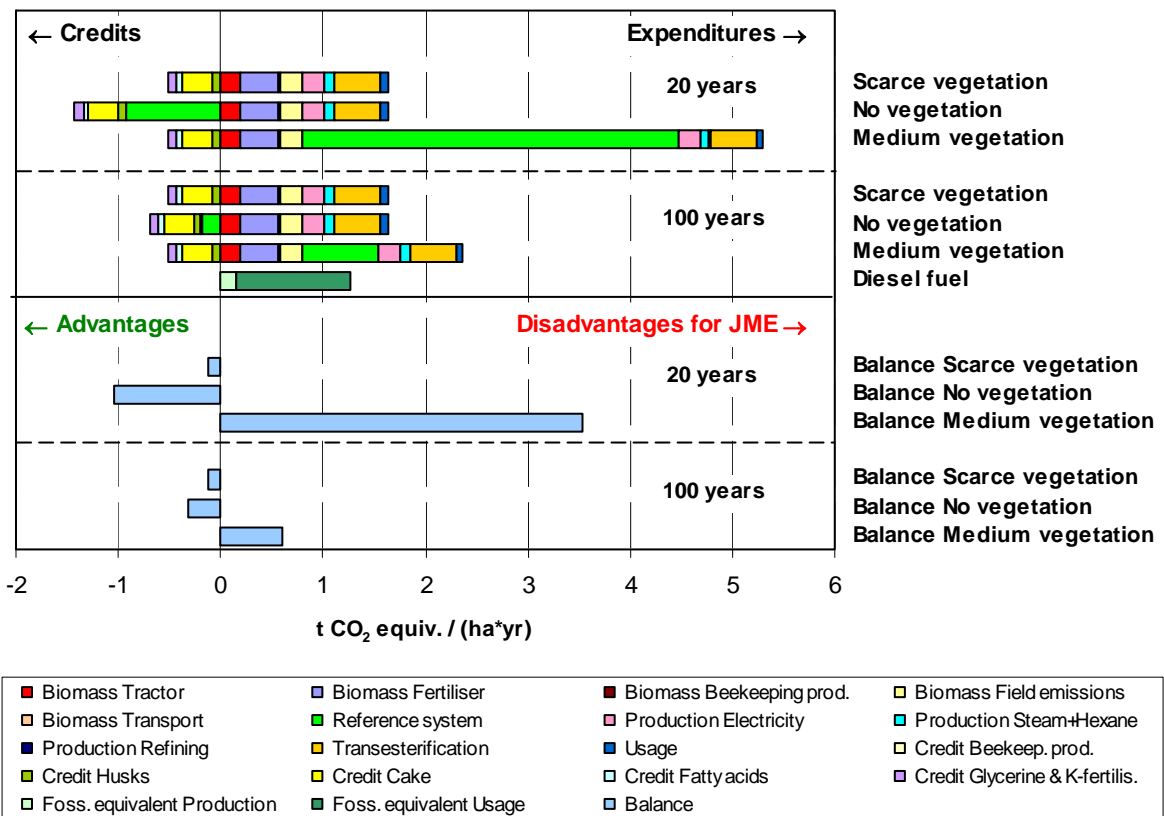 ← Credits
Expenditures →
20 years
Scarce vegetation
No vegetation
Medium vegetation
100 years
Scarce vegetation
No vegetation
Medium vegetation
Diesel fuel
← Advantages
Disadvantages for JME →
20 years
Balance Scarce vegetation
Balance No vegetation
Balance Medium vegetation
100 years
Balance Scarce vegetation
Balance No vegetation
Balance Medium vegetation
-2 -1 0 1 2 3 4 5 6
t CO₂ equiv. / (ha*yr)
Biomass Tractor Biomass Fertiliser Biomass Beekeeping prod. Biomass Field emissions
Biomass Transport Reference system Production Electricity Production Steam+Hexane
Production Refining Transesterification Usage Credit Beekeep. prod.
Credit Husks Credit Cake Credit Fatty acids Credit Glycerine & K-fertilis.
Foss. equivalent Production Foss. equivalent Usage Balance